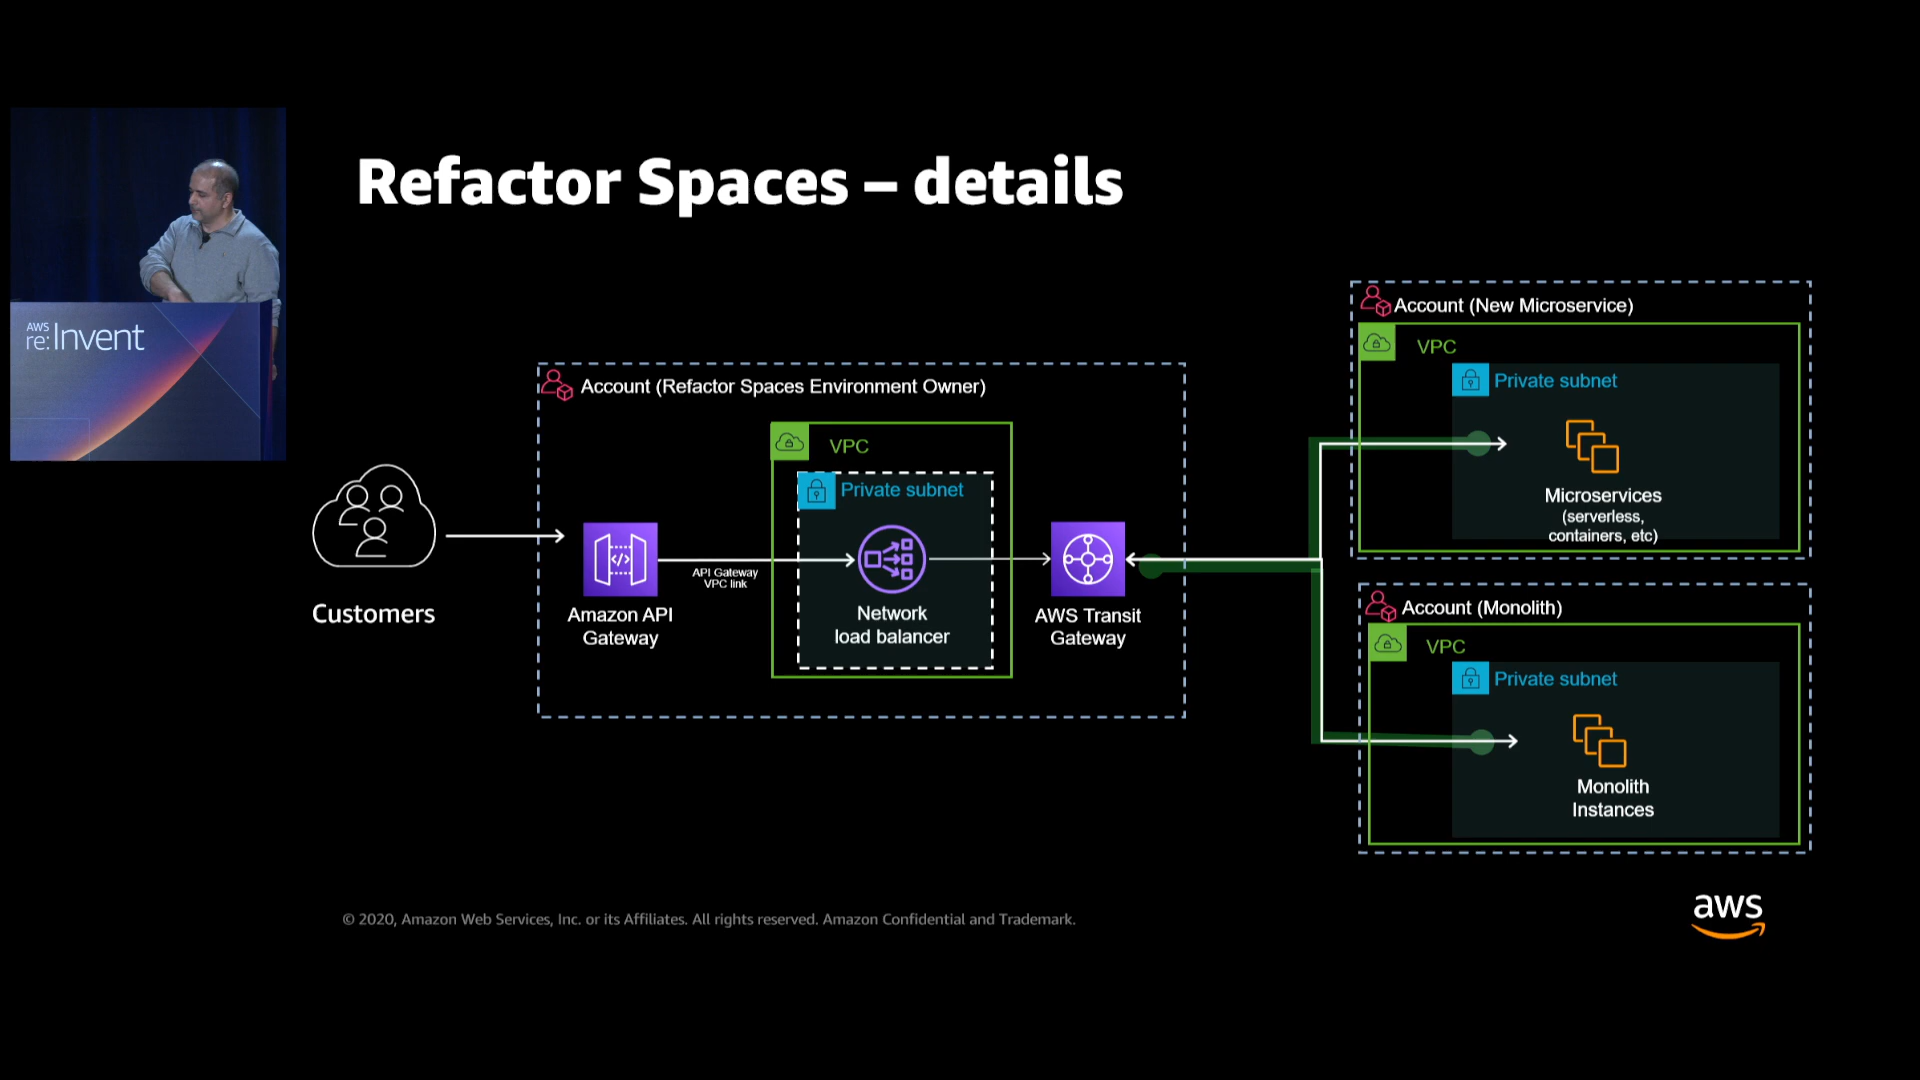 Refactor Spaces – details
AWS
re:Invent
Customers
Account (Refactor Spaces Environment Owner)
VPC
Private subnet
Amazon API
Gateway
API Gateway
VPC link
Network
load balancer
AWS Transit
Gateway
Account (New Microservice)
VPC
Private subnet
Microservices
(serverless,
containers, etc)
Account (Monolith)
VPC
Private subnet
Monolith
Instances
© 2020, Amazon Web Services, Inc. or its Affiliates. All rights reserved. Amazon Confidential and Trademark.
aws